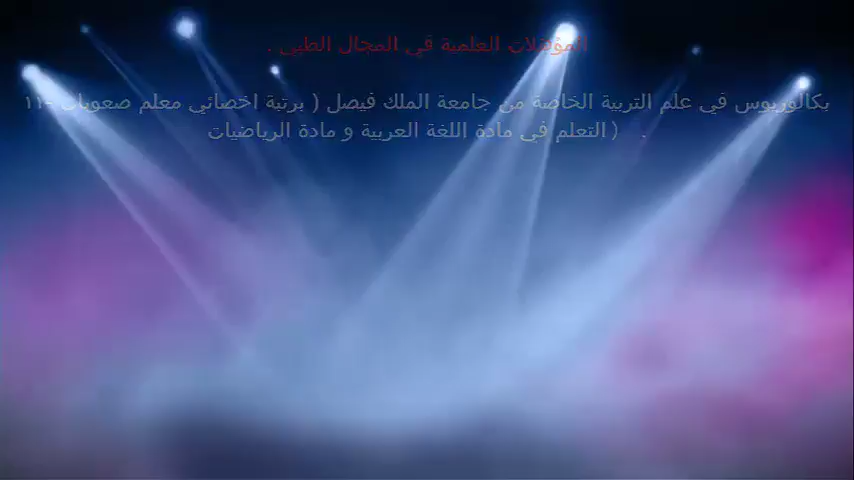 المؤهلات العلمية في المجال الطبي .
١١- بكالوريوس في علم التربية الخاصة من جامعة الملك فيصل ( برتبة اخصائي معلم صعوبات
التعلم في مادة اللغة العربية و مادة الرياضيات ) .